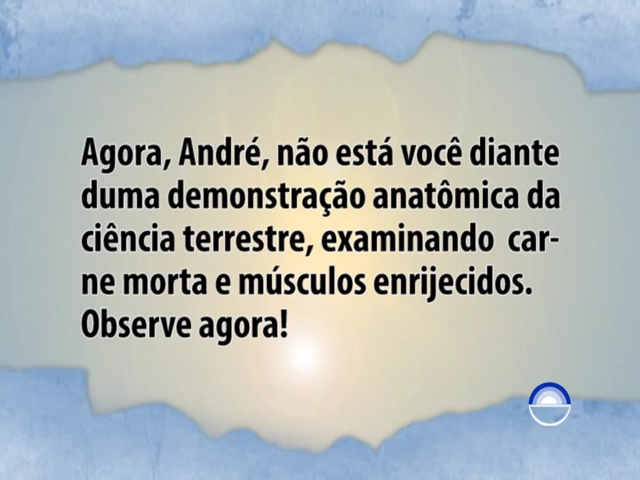 Agora, André, não está você diante
duma demonstração anatômica da
ciência terrestre, examinando  car-
ne morta e músculos enrijecidos.
Observe agora!